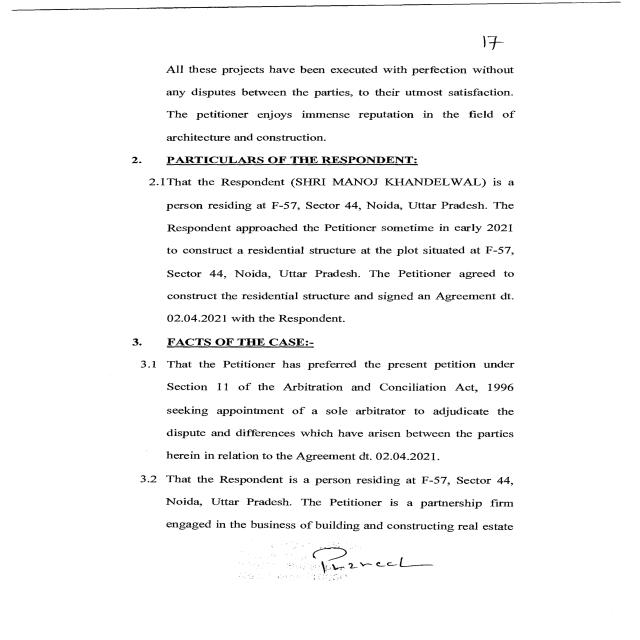 17
All these projects have been executed with perfection without
any disputes between the parties, to their utmost satisfaction.
The petitioner enjoys immense reputation in the field of
architecture and construction.
2. PARTICULARS OF THE RESPONDENT:
2.1That the Respondent (SHRI MANOJ KHANDELWAL) is a
person residing at F-57, Sector 44, Noida, Uttar Pradesh. The
Respondent approached the Petitioner sometime in early 2021
to construct a residential structure at the plot situated at F-57,
Sector 44, Noida, Uttar Pradesh. The Petitioner agreed to
construct the residential structure and signed an Agreement dt.
02.04.2021 with the Respondent.
3. FACTS OF THE CASE:-
3.1 That the Petitioner has preferred the present petition under
Section 11 of the Arbitration and Conciliation Act, 1996
seeking appointment of a sole arbitrator to adjudicate the
dispute and differences which have arisen between the parties
herein in relation to the Agreement dt. 02.04.2021.
3.2 That the Respondent is a person residing at F-57, Sector 44,
Noida, Uttar Pradesh. The Petitioner is a partnership firm
engaged in the business of building and constructing real estate